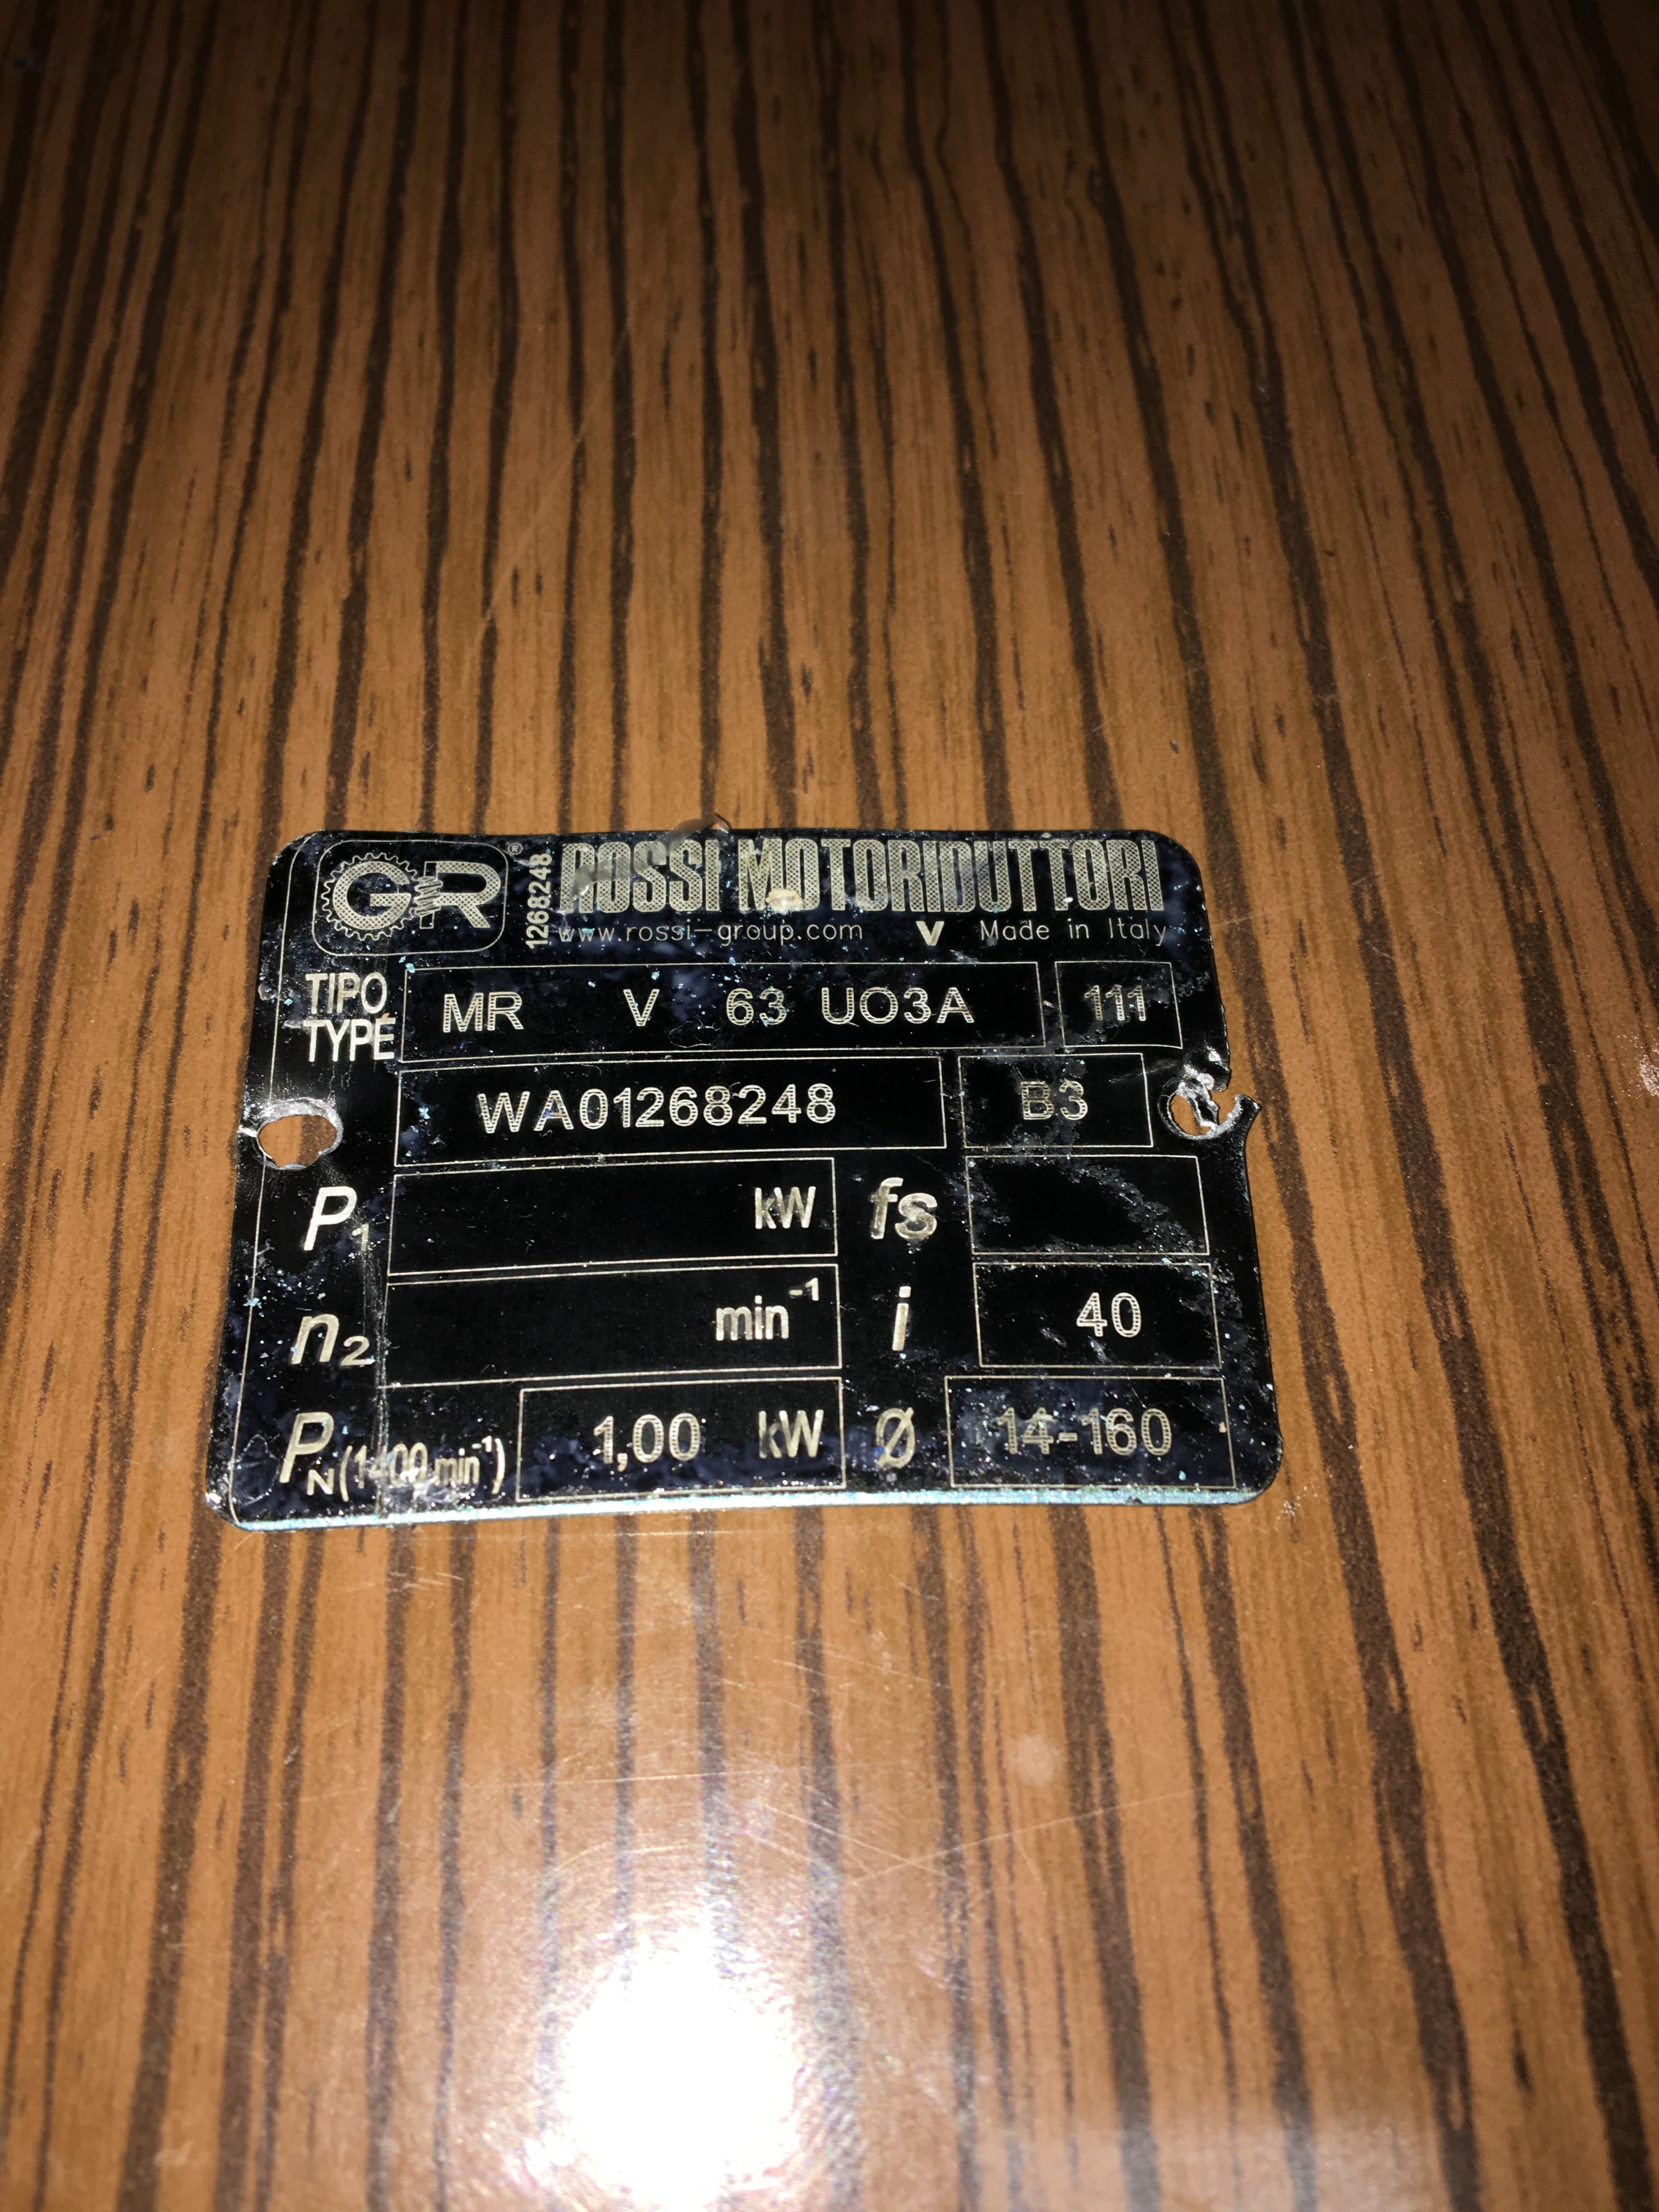 GR® 1268248 ROSSI MOTORIDUTTORI
www.rossi-group.com V Made in Italy
TIPO
TYPE MR V 63 UO3A 111
WA01268248 B3
P1 kW fs
n2 min-1 i 40
PN(1400 min-1) 1,00 kW Ø 14-160